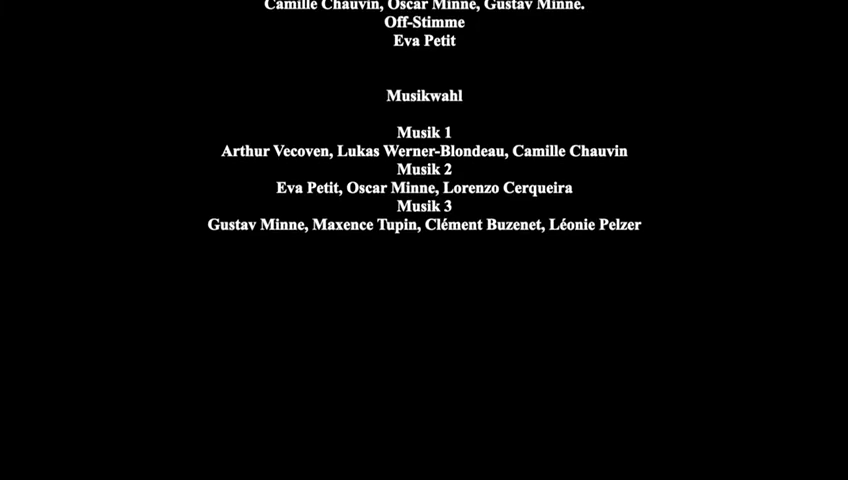 Camille Chauvin, Oscar Minne, Gustav Minne.
Off-Stimme
Eva Petit
Musikwahl
Musik 1
Arthur Vecoven, Lukas Werner-Blondeau, Camille Chauvin
Musik 2
Eva Petit, Oscar Minne, Lorenzo Cerqueira
Musik 3
Gustav Minne, Maxence Tupin, Clément Buzenet, Léonie Pelzer